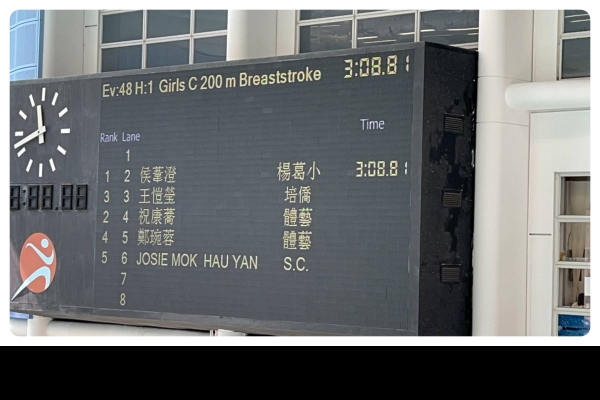 Ev:48 H:1 Girls C 200 m Breaststroke 3:08.81
Rank Lane Time
1
1 2 侯葦澄 楊葛小 3:08.81
3 3 王愷瑩 培僑
2 4 祝康蕎 體藝
4 5 鄭琬蓉 體藝
5 6 JOSIE MOK HAU YAN S.C.
7
8